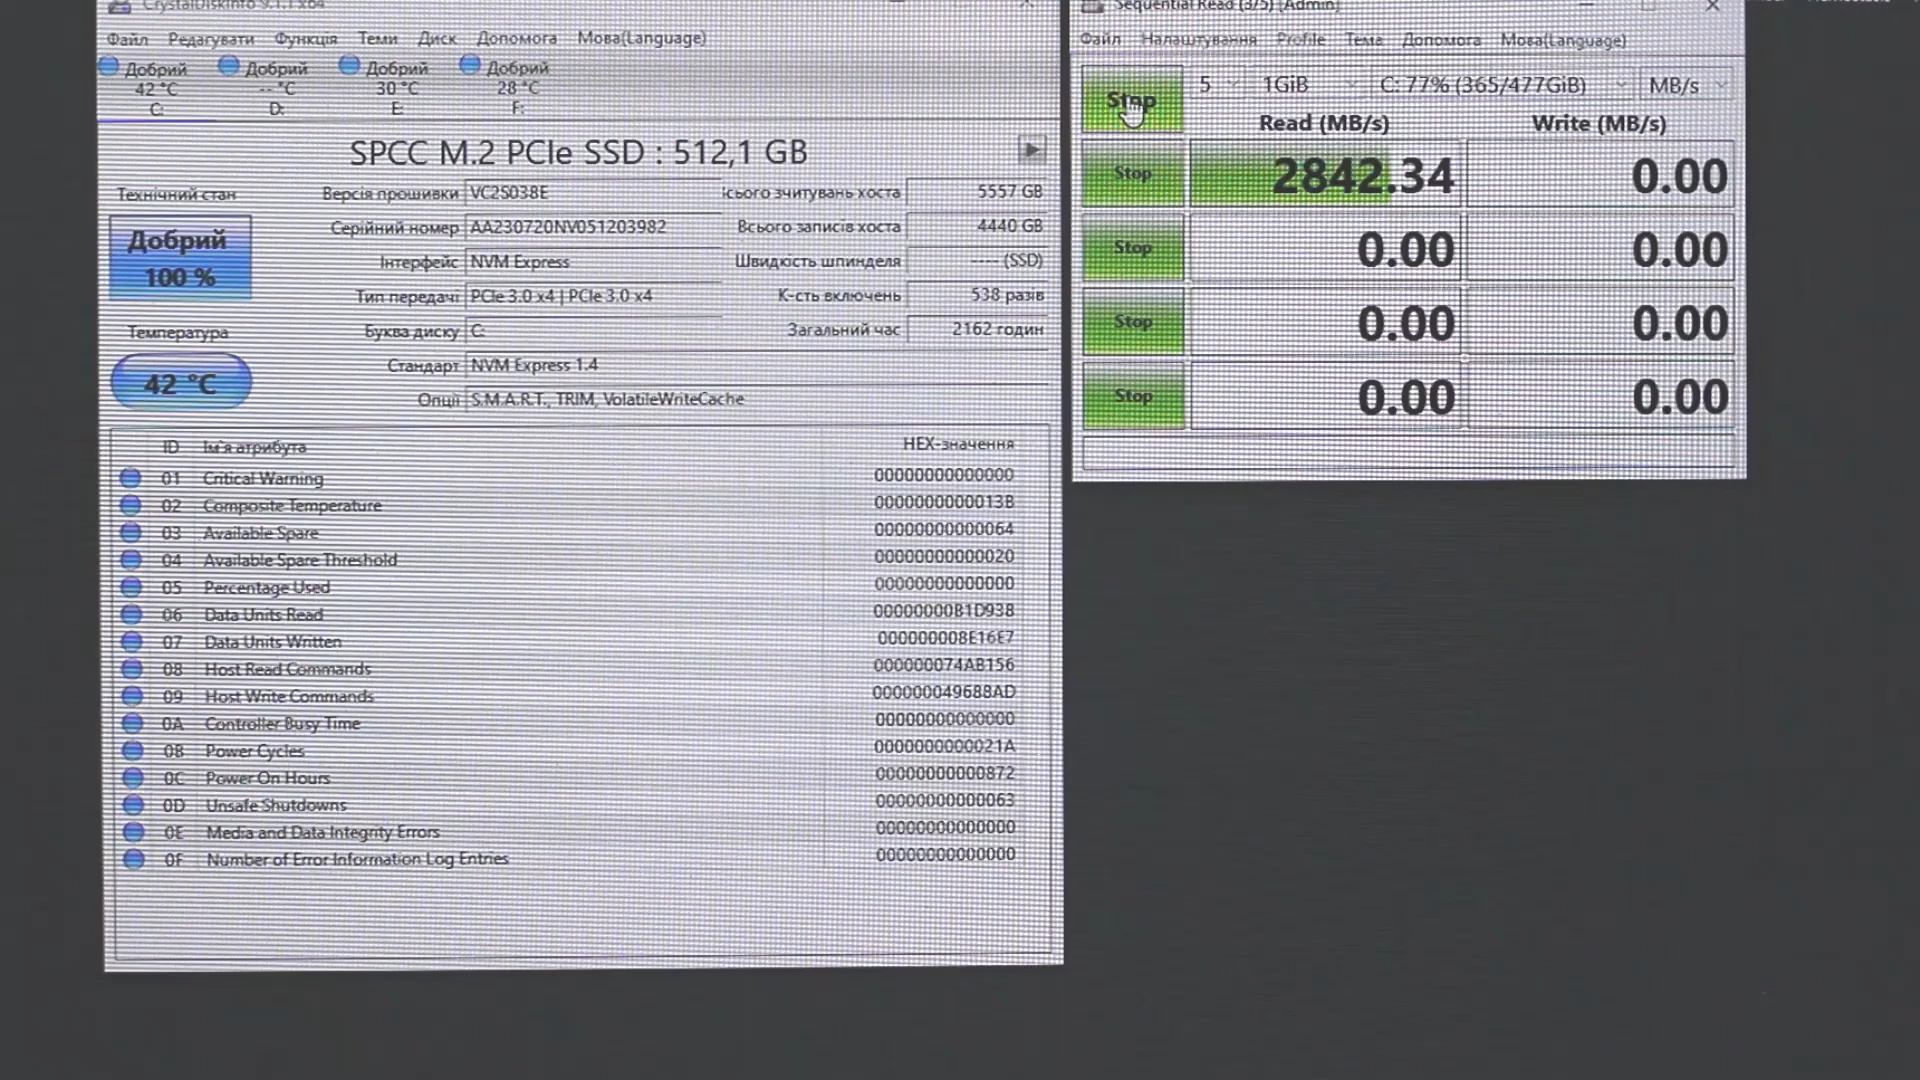 CrystalDiskInfo 9.1.1 x64
Файл Редагувати Функція Теми Диск Допомога Мова(Language)
Добрий Добрий Добрий Добрий
42 °C -- °C 30 °C 28 °C
C: D: E: F:
SPCC M.2 PCIe SSD : 512,1 GB
Технічний стан
Добрий
100 %
Температура
42 °C
Версія прошивки VC2S038E
Серійний номер AA230720NV051203982
Інтерфейс NVM Express
Тип передачі PCIe 3.0 x4 | PCIe 3.0 x4
Буква диску C:
Стандарт NVM Express 1.4
Опції S.M.A.R.T., TRIM, VolatileWriteCache
сього зчитувань хоста 5557 GB
Всього записів хоста 4440 GB
Швидкість шпинделя ---- (SSD)
К-сть включень 538 разів
Загальний час 2162 годин
ID Ім'я атрибута HEX-значення
01 Critical Warning 00000000000000
02 Composite Temperature 0000000000013B
03 Available Spare 00000000000064
04 Available Spare Threshold 00000000000020
05 Percentage Used 00000000000000
06 Data Units Read 00000000B1D938
07 Data Units Written 000000008E16E7
08 Host Read Commands 000000074AB156
09 Host Write Commands 000000049688AD
0A Controller Busy Time 00000000000000
0B Power Cycles 0000000000021A
0C Power On Hours 00000000000872
0D Unsafe Shutdowns 00000000000063
0E Media and Data Integrity Errors 00000000000000
0F Number of Error Information Log Entries 00000000000000
Sequential Read (3/5) [Admin]
Файл Налаштування Profile Тема Допомога Мова(Language)
Stop 5 1GiB C: 77% (365/477GiB) MB/s
Read (MB/s) Write (MB/s)
Stop 2842.34 0.00
Stop 0.00 0.00
Stop 0.00 0.00
Stop 0.00 0.00